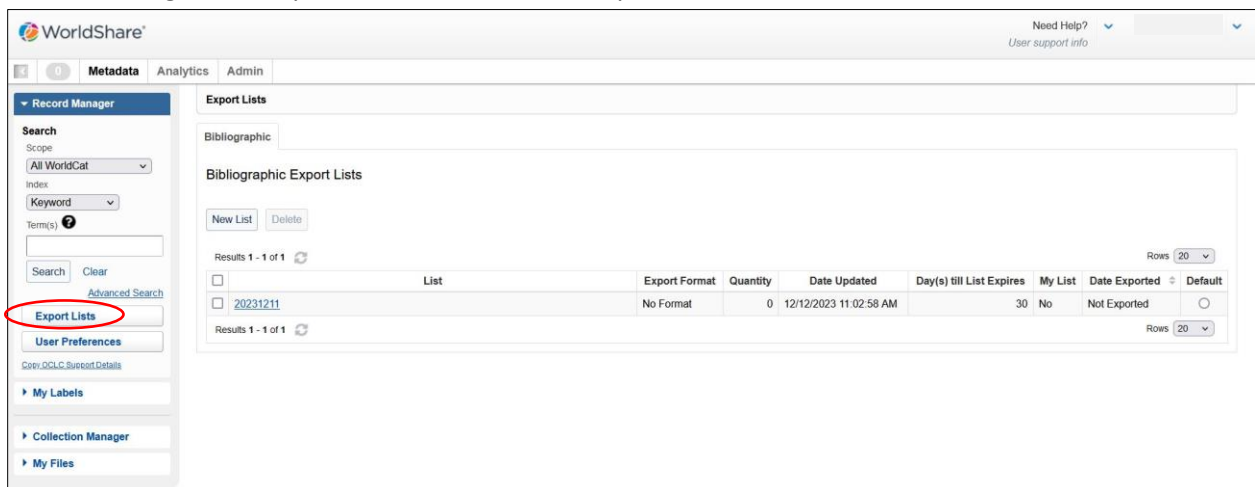 WorldShare®
Need Help?
User support info
0 Metadata Analytics Admin
Record Manager
Export Lists
Search
Scope
All WorldCat
Index
Keyword
Term(s) ?
Search Clear
Advanced Search
Export Lists
User Preferences
Copy OCLC Support Details
My Labels
Collection Manager
My Files
Bibliographic
Bibliographic Export Lists
New List Delete
Results 1 - 1 of 1 Rows 20
List Export Format Quantity Date Updated Day(s) till List Expires My List Date Exported Default
20231211 No Format 0 12/12/2023 11:02:58 AM 30 No Not Exported
Results 1 - 1 of 1 Rows 20